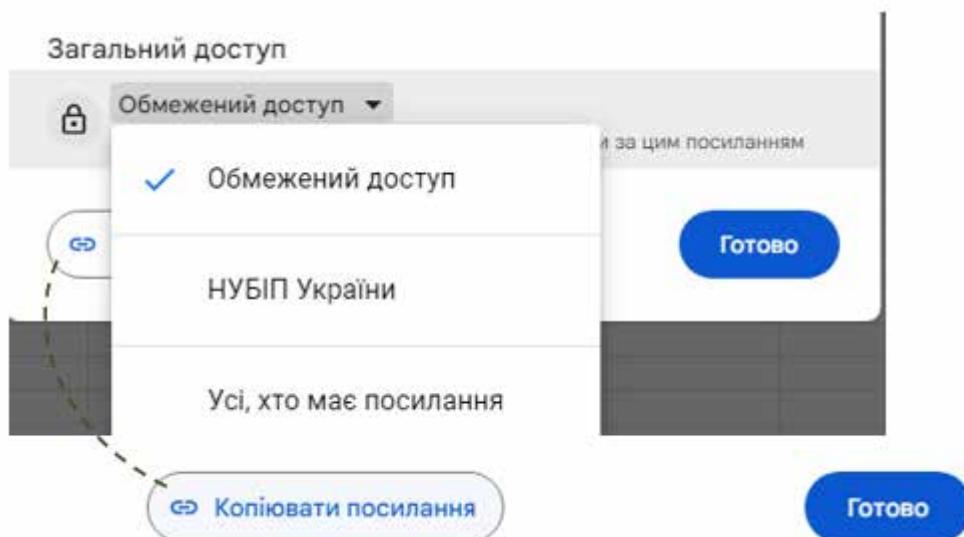 Загальний доступ
Обмежений доступ
за цим посиланням
Обмежений доступ
Готово
НУБІП України
Усі, хто має посилання
Копіювати посилання
Готово